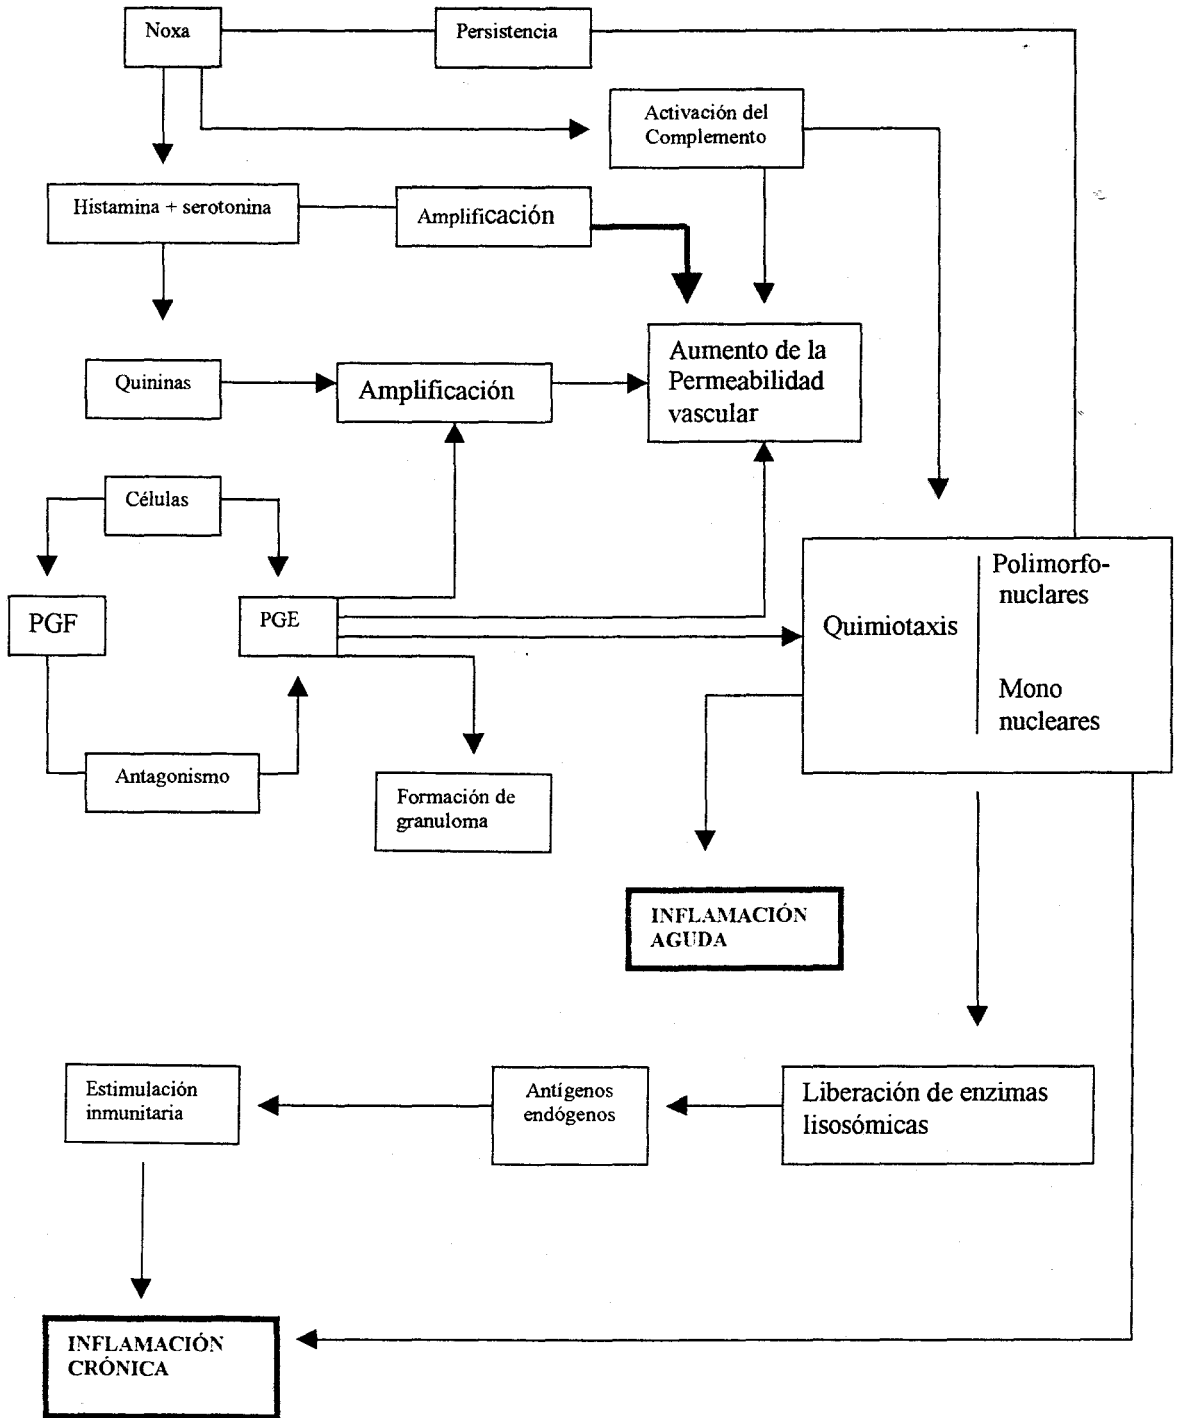 Noxa
Persistencia
Activación del
Complemento
Histamina + serotonina
Amplificación
Aumento de la
Permeabilidad
vascular
Quininas
Amplificación
Células
PGF
PGE
Quimiotaxis
Polimorfo-
nuclares
Mono
nucleares
Antagonismo
Formación de
granuloma
INFLAMACIÓN
AGUDA
Estimulación
inmunitaria
Antígenos
endógenos
Liberación de enzimas
lisosómicas
INFLAMACIÓN
CRÓNICA